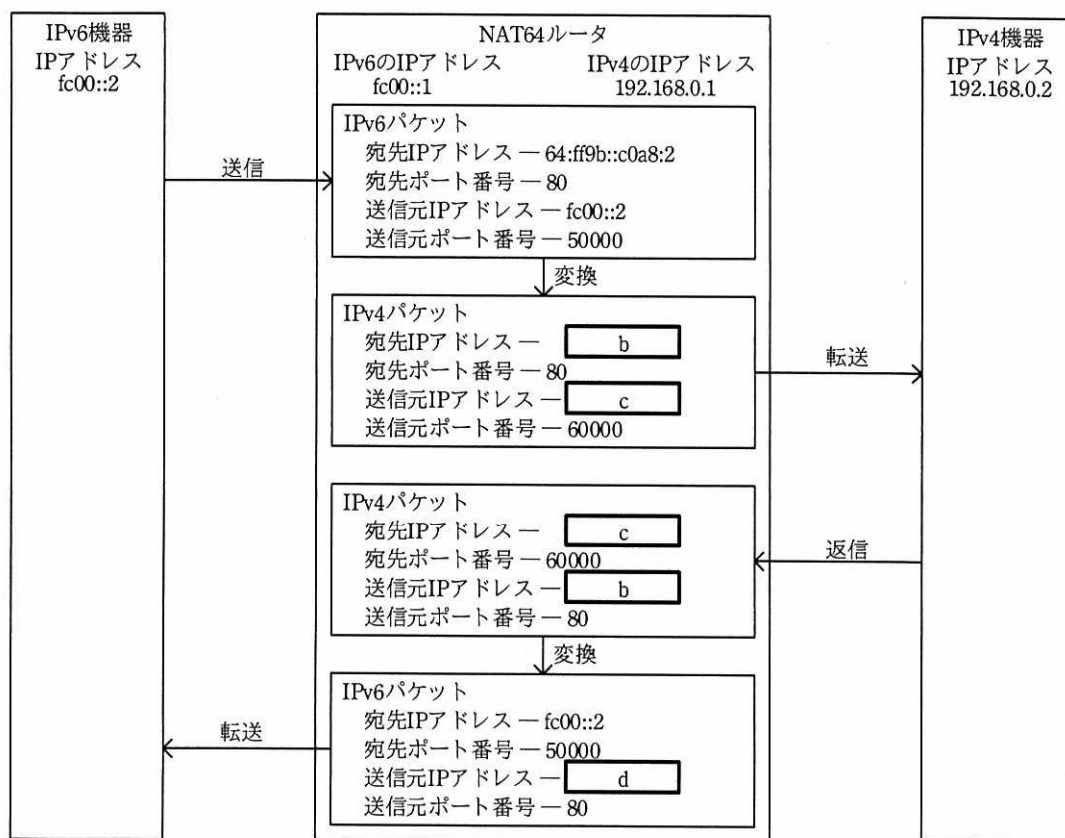 IPv6機器
IPアドレス
fc00::2
NAT64ルータ
IPv6のIPアドレス
fc00::1
IPv4のIPアドレス
192.168.0.1
IPv4機器
IPアドレス
192.168.0.2
IPv6パケット
宛先IPアドレス ― 64:ff9b::c0a8:2
宛先ポート番号 ― 80
送信元IPアドレス ― fc00::2
送信元ポート番号 ― 50000
送信
変換
IPv4パケット
宛先IPアドレス ― b
宛先ポート番号 ― 80
送信元IPアドレス ― c
送信元ポート番号 ― 60000
転送
IPv4パケット
宛先IPアドレス ― c
宛先ポート番号 ― 60000
送信元IPアドレス ― b
送信元ポート番号 ― 80
返信
変換
IPv6パケット
宛先IPアドレス ― fc00::2
宛先ポート番号 ― 50000
送信元IPアドレス ― d
送信元ポート番号 ― 80
転送